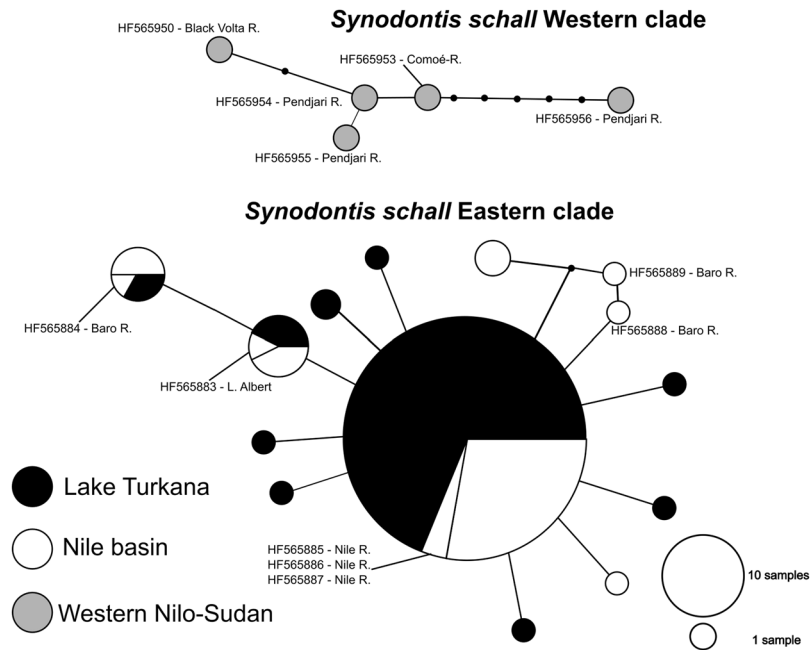 Synodontis schall Western clade
HF565950 - Black Volta R.
HF565953 - Comoé-R.
HF565954 - Pendjari R.
HF565956 - Pendjari R.
HF565955 - Pendjari R.
Synodontis schall Eastern clade
HF565889 - Baro R.
HF565884 - Baro R.
HF565888 - Baro R.
HF565883 - L. Albert
Lake Turkana
Nile basin
Western Nilo-Sudan
HF565885 - Nile R.
HF565886 - Nile R.
HF565887 - Nile R.
10 samples
1 sample